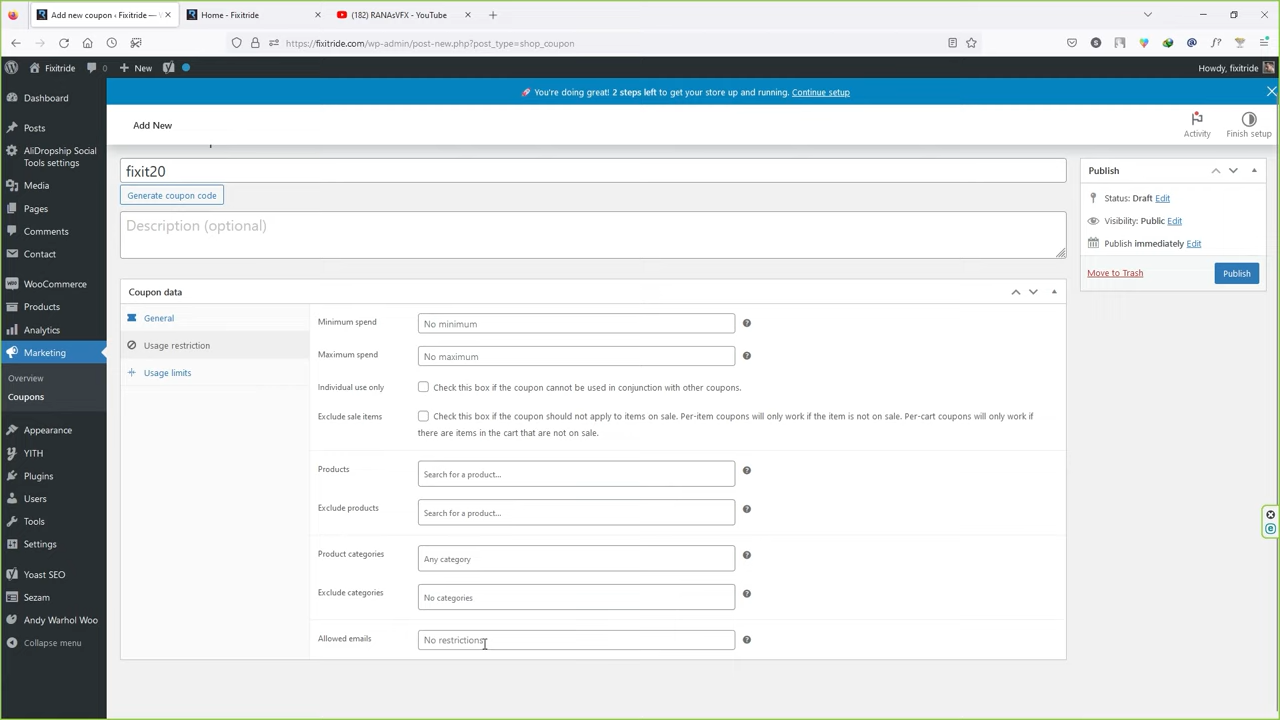 Add new coupon ‹ Fixitride — W
Home - Fixitride
(182) RANAsVFX - YouTube
https://fixitride.com/wp-admin/post-new.php?post_type=shop_coupon
Fixitride
0
New
Howdy, fixitride
Dashboard
Posts
AliDropship Social
Tools settings
Media
Pages
Comments
Contact
WooCommerce
Products
Analytics
Marketing
Overview
Coupons
Appearance
YITH
Plugins
Users
Tools
Settings
Yoast SEO
Sezam
Andy Warhol Woo
Collapse menu
🚀 You're doing great! 2 steps left to get your store up and running. Continue setup
Add New
Activity
Finish setup
fixit20
Generate coupon code
Description (optional)
Coupon data
General
Usage restriction
Usage limits
Minimum spend
No minimum
Maximum spend
No maximum
Individual use only
Check this box if the coupon cannot be used in conjunction with other coupons.
Exclude sale items
Check this box if the coupon should not apply to items on sale. Per-item coupons will only work if the item is not on sale. Per-cart coupons will only work if
there are items in the cart that are not on sale.
Products
Search for a product…
Exclude products
Search for a product…
Product categories
Any category
Exclude categories
No categories
Allowed emails
No restrictions
Publish
Status: Draft Edit
Visibility: Public Edit
Publish immediately Edit
Move to Trash
Publish